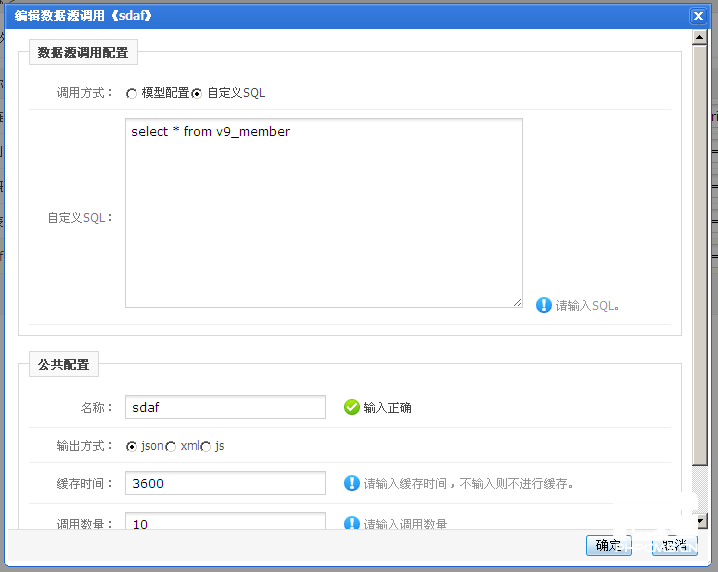 编辑数据源调用《sdaf》
数据源调用配置
调用方式： 模型配置 自定义SQL
select * from v9_member
自定义SQL：
请输入SQL。
公共配置
名称： sdaf 输入正确
输出方式： json xml js
缓存时间： 3600 请输入缓存时间，不输入则不进行缓存。
调用数量： 10 请输入调用数量
确定 取消